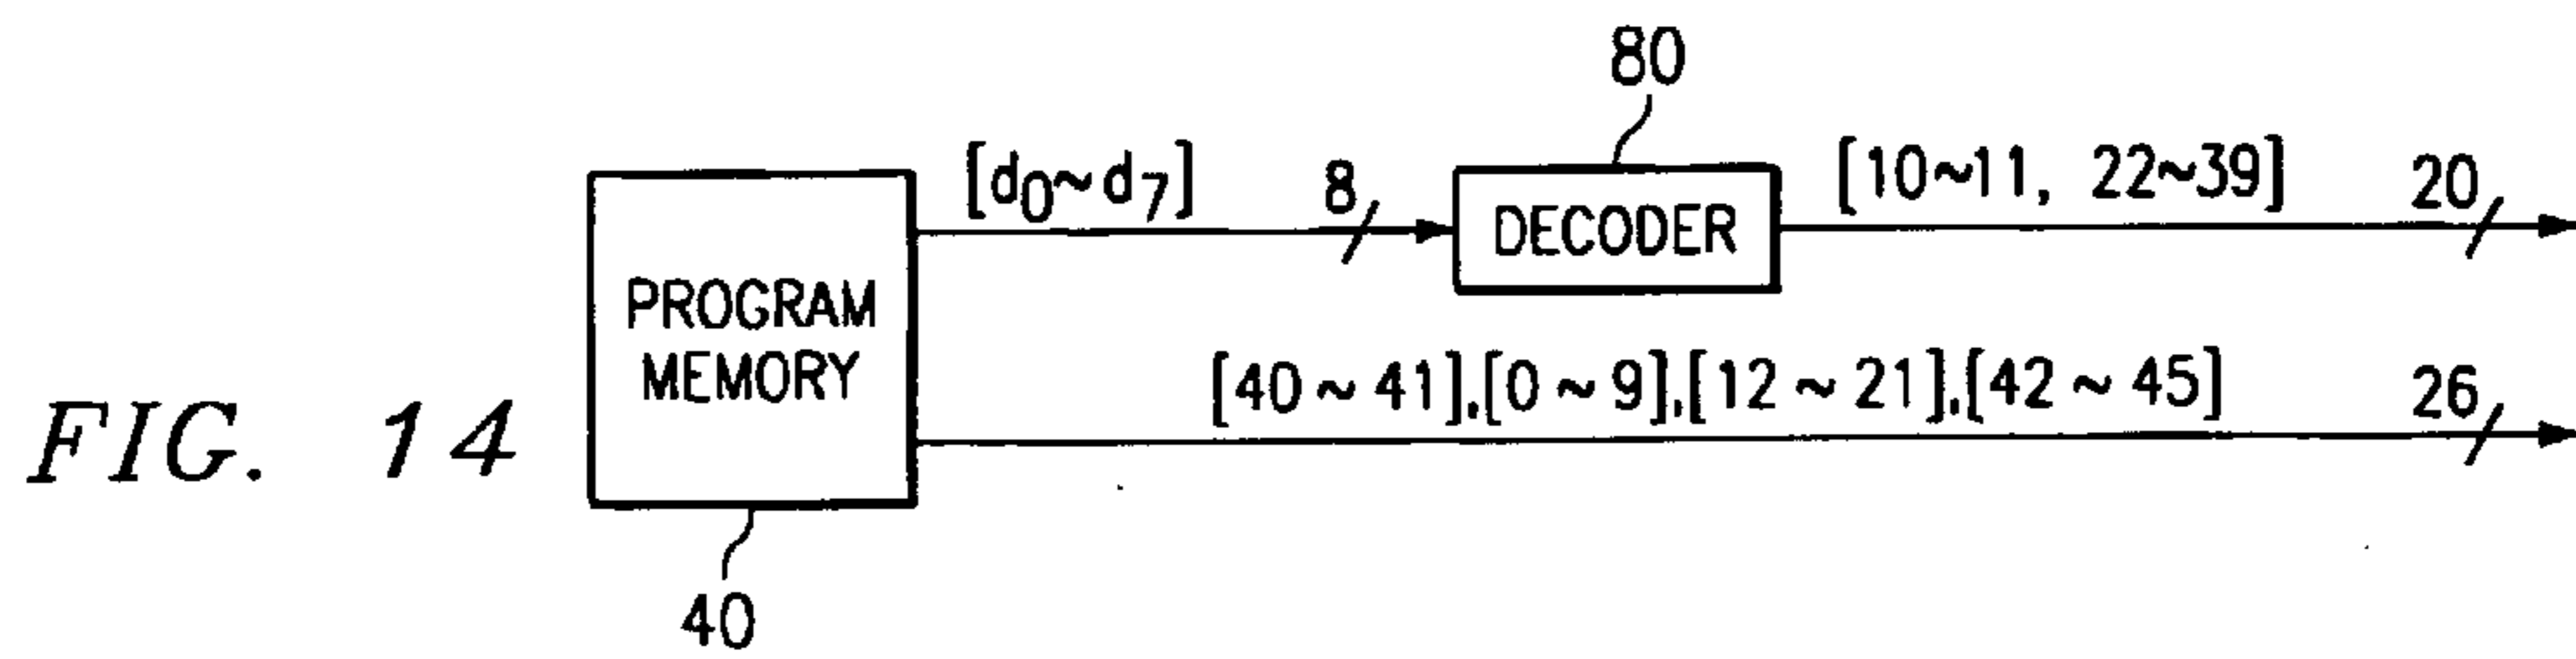 80
[d0~d7]
8
DECODER
[10~11, 22~39]
20
PROGRAM
MEMORY
[40 ~ 41],[0 ~ 9],[12 ~ 21],[42 ~ 45]
26
FIG. 14
40